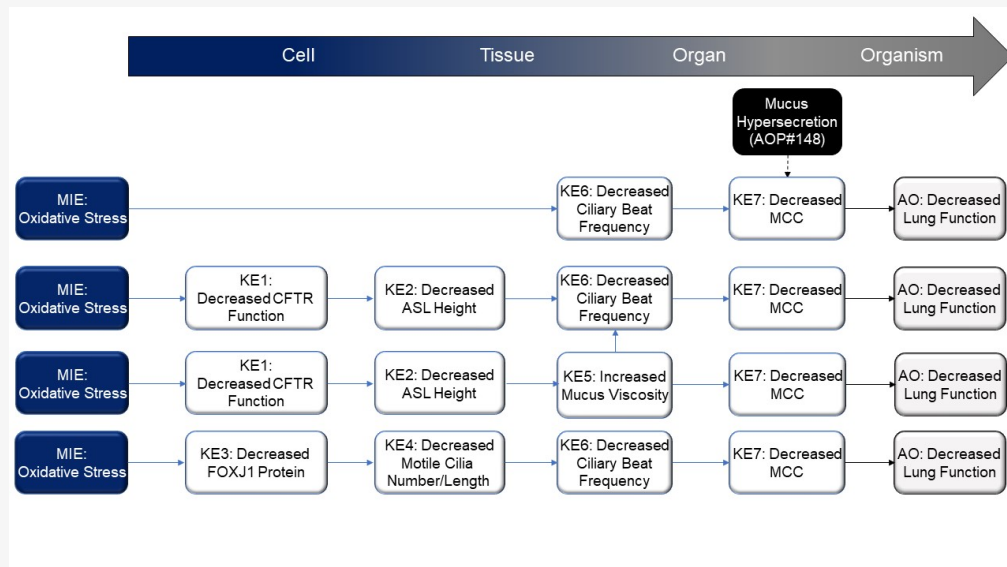 Cell
Tissue
Organ
Organism
Mucus
Hypersecretion
(AOP#148)
MIE:
Oxidative Stress
KE6: Decreased
Ciliary Beat
Frequency
KE7: Decreased
MCC
AO: Decreased
Lung Function
MIE:
Oxidative Stress
KE1:
Decreased CFTR
Function
KE2: Decreased
ASL Height
KE6: Decreased
Ciliary Beat
Frequency
KE7: Decreased
MCC
AO: Decreased
Lung Function
MIE:
Oxidative Stress
KE1:
Decreased CFTR
Function
KE2: Decreased
ASL Height
KE5: Increased
Mucus Viscosity
KE7: Decreased
MCC
AO: Decreased
Lung Function
MIE:
Oxidative Stress
KE3: Decreased
FOXJ1 Protein
KE4: Decreased
Motile Cilia
Number/Length
KE6: Decreased
Ciliary Beat
Frequency
KE7: Decreased
MCC
AO: Decreased
Lung Function